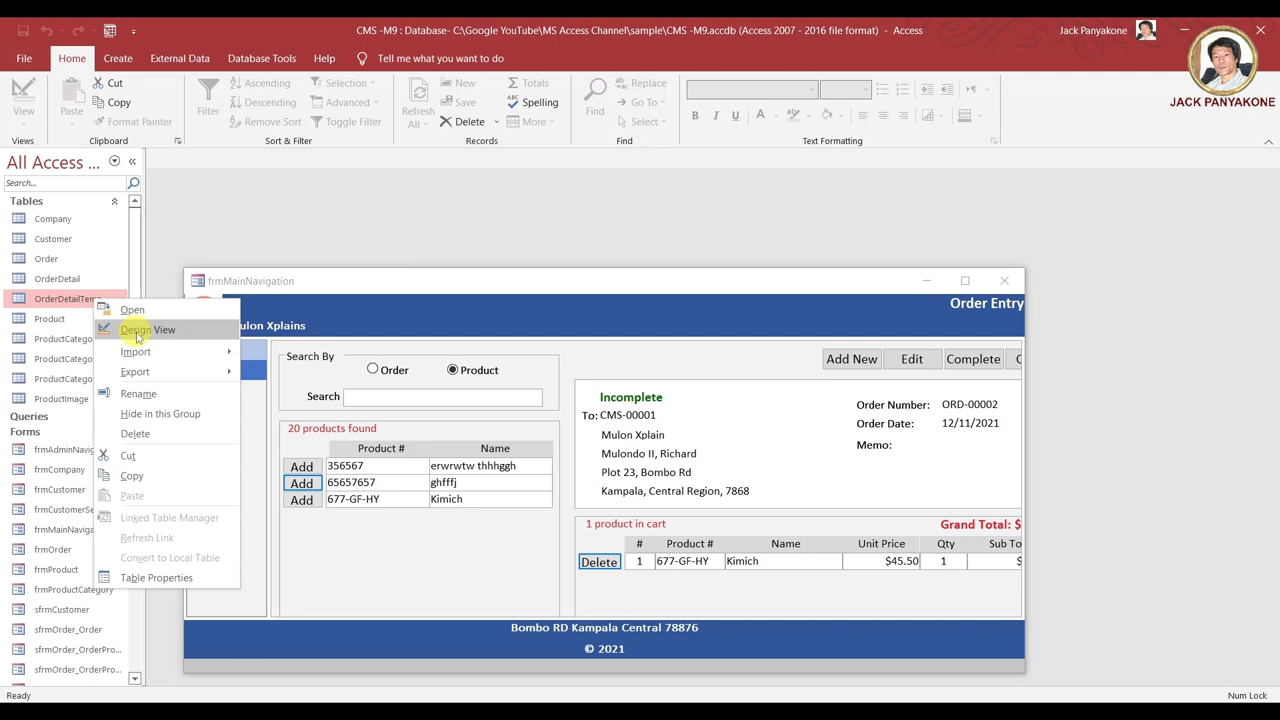 CMS -M9 : Database- C:\Google YouTube\MS Access Channel\sample\CMS -M9.accdb (Access 2007 - 2016 file format) - Access
Jack Panyakone
JACK PANYAKONE
File Home Create External Data Database Tools Help Tell me what you want to do
View
Views
Paste
Cut
Copy
Format Painter
Clipboard
Filter
Ascending
Descending
Remove Sort
Selection
Advanced
Toggle Filter
Sort & Filter
Refresh
All
New
Save
Delete
Totals
Spelling
More
Records
Find
Replace
Go To
Select
Find
B I U A
Text Formatting
All Access ...
Search...
Tables
Company
Customer
Order
OrderDetail
OrderDetailTem
Product
ProductCatego
ProductCatego
ProductCatego
ProductImage
Queries
Forms
frmAdminNavig
frmCompany
frmCustomer
frmCustomerSe
frmMainNaviga
frmOrder
frmProduct
frmProductCategory
sfrmCustomer
sfrmOrder_Order
sfrmOrder_OrderPro...
sfrmOrder_OrderPro...
Open
Design View
Import
Export
Rename
Hide in this Group
Delete
Cut
Copy
Paste
Linked Table Manager
Refresh Link
Convert to Local Table
Table Properties
frmMainNavigation
Order Entry
ulon Xplains
Search By
Order
Product
Search
20 products found
Product # Name
Add 356567 erwrwtw thhhggh
Add 65657657 ghfffj
Add 677-GF-HY Kimich
Add New Edit Complete C
Incomplete
To: CMS-00001
Mulon Xplain
Mulondo II, Richard
Plot 23, Bombo Rd
Kampala, Central Region, 7868
Order Number: ORD-00002
Order Date: 12/11/2021
Memo:
1 product in cart Grand Total: $
# Product # Name Unit Price Qty Sub To
Delete 1 677-GF-HY Kimich $45.50 1 $
Bombo RD Kampala Central 78876
© 2021
Ready
Num Lock